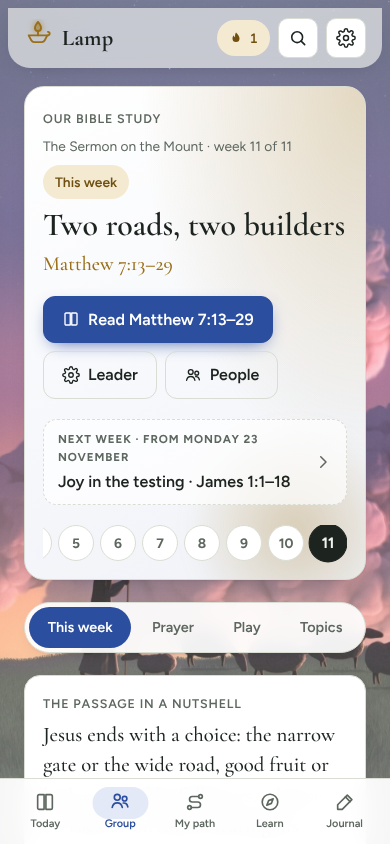 Lamp
1
OUR BIBLE STUDY
The Sermon on the Mount · week 11 of 11
This week
Two roads, two builders
Matthew 7:13–29
Read Matthew 7:13–29
Leader
People
NEXT WEEK · FROM MONDAY 23
NOVEMBER
Joy in the testing · James 1:1–18
5 6 7 8 9 10 11
This week Prayer Play Topics
THE PASSAGE IN A NUTSHELL
Jesus ends with a choice: the narrow
gate or the wide road, good fruit or
Today Group My path Learn Journal